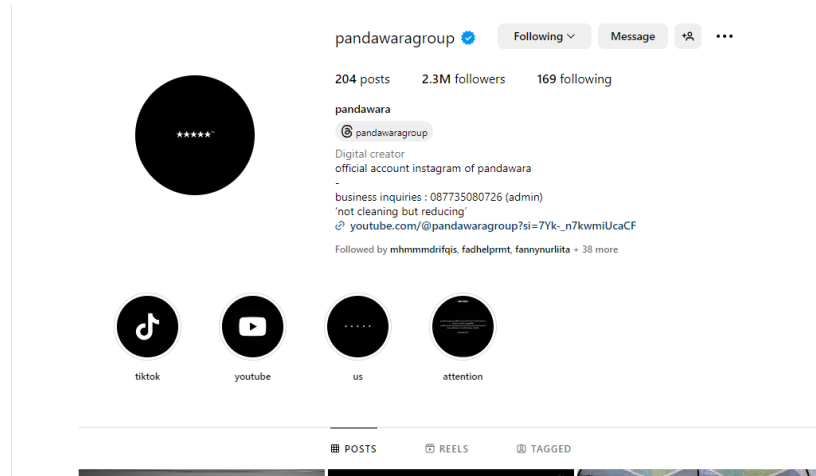 pandawaragroup
Following
Message
204 posts 2.3M followers 169 following
pandawara
pandawaragroup
Digital creator
official account instagram of pandawara
-
business inquiries : 087735080726 (admin)
'not cleaning but reducing'
youtube.com/@pandawaragroup?si=7Yk-_n7kwmiUcaCF
Followed by mhmmmdrifqis, fadhelprmt, fannynurliita + 38 more
tiktok
youtube
us
attention
POSTS
REELS
TAGGED